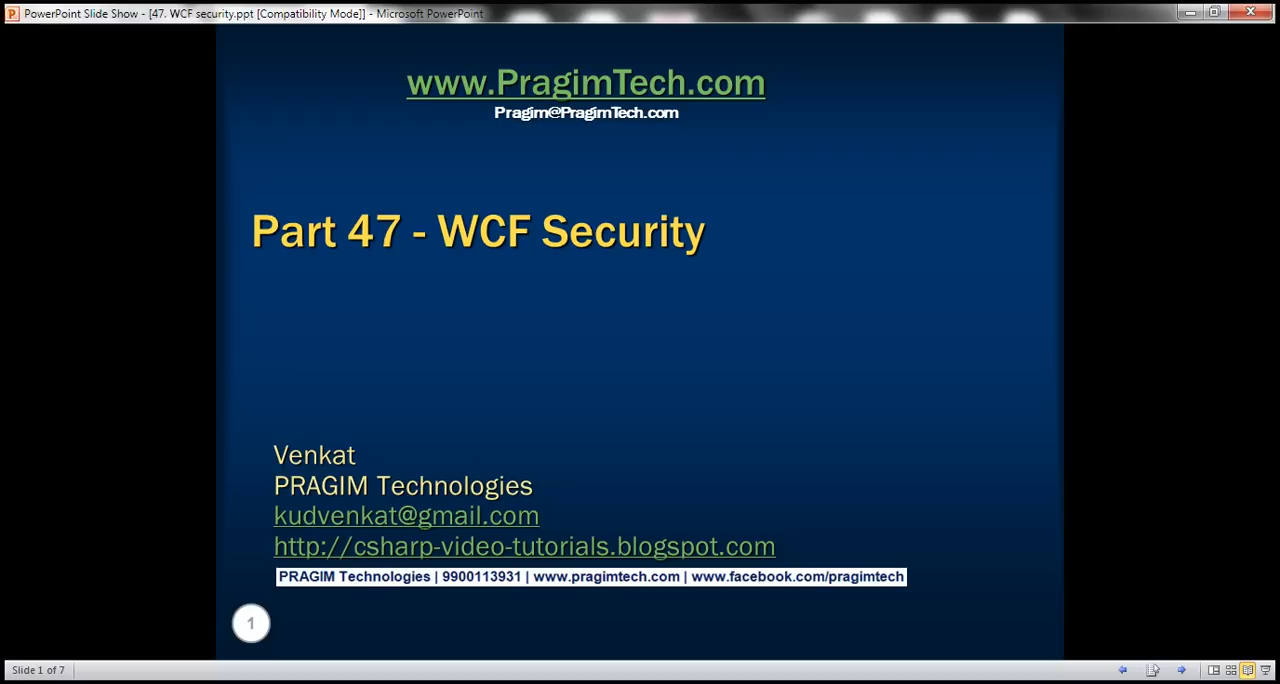 PowerPoint Slide Show - [47. WCF security.ppt [Compatibility Mode]] - Microsoft PowerPoint
www.PragimTech.com
Pragim@PragimTech.com
Part 47 - WCF Security
Venkat
PRAGIM Technologies
kudvenkat@gmail.com
http://csharp-video-tutorials.blogspot.com
PRAGIM Technologies | 9900113931 | www.pragimtech.com | www.facebook.com/pragimtech
1
Slide 1 of 7